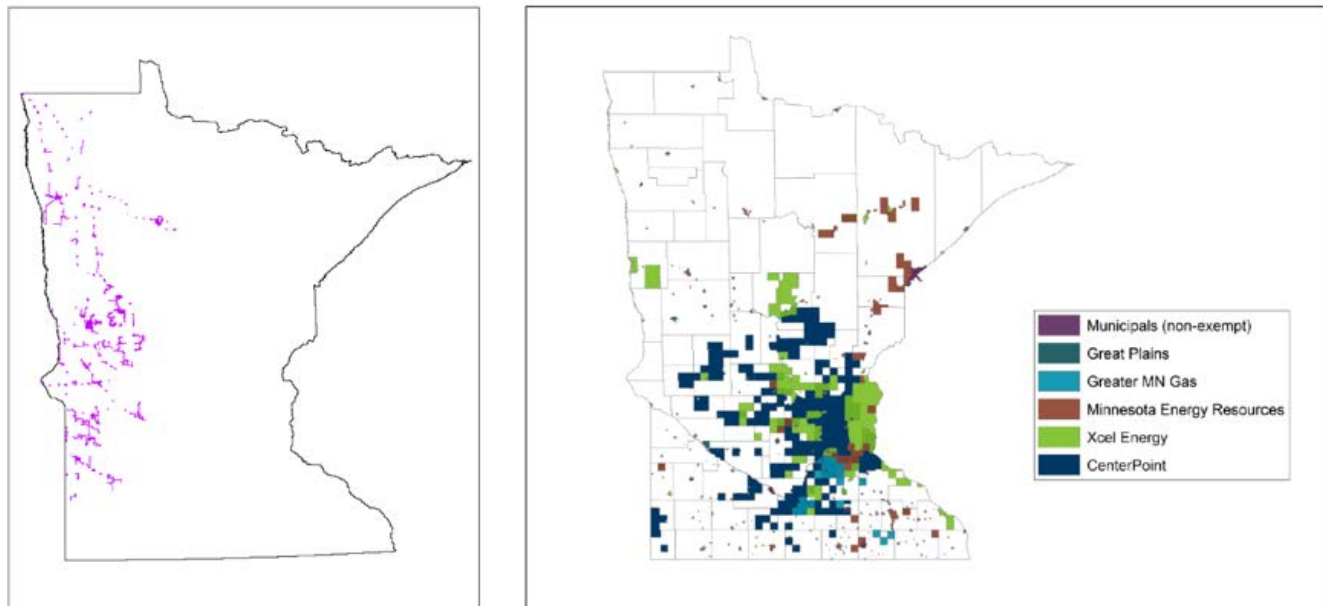 Municipals (non-exempt)
Great Plains
Greater MN Gas
Minnesota Energy Resources
Xcel Energy
CenterPoint